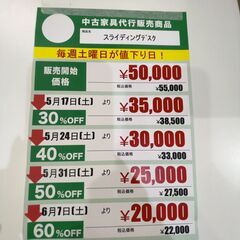 中古家具代行販売商品
商品名
スライディングデスク
毎週土曜日が値下り日！
販売開始
価格
¥50,000
税込価格 ¥55,000
5月17日(土) より
30%OFF
¥35,000
税込価格 ¥38,500
5月24日(土) より
40%OFF
¥30,000
税込価格 ¥33,000
5月31日(土) より
50%OFF
¥25,000
税込価格 ¥27,500
6月7日(土) より
60%OFF
¥20,000
税込価格 ¥22,000